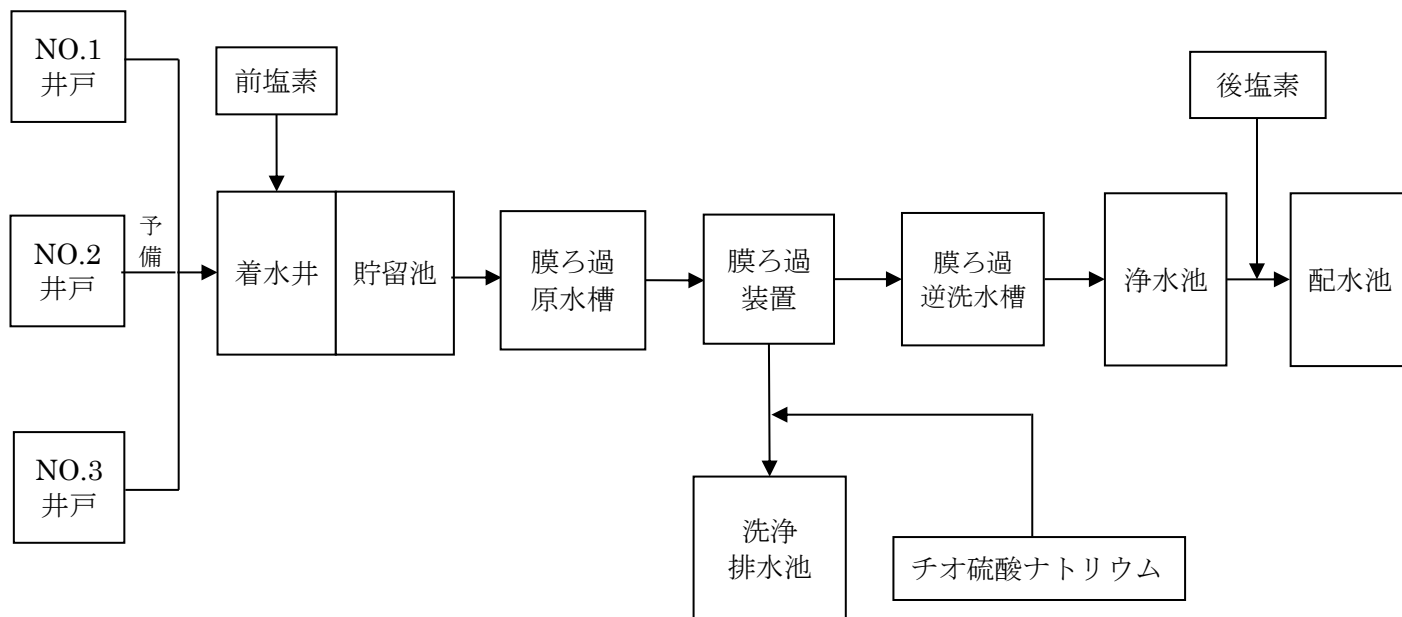 NO.1
井戸
前塩素
後塩素
予
備
NO.2
井戸
着水井
貯留池
膜ろ過
原水槽
膜ろ過
装置
膜ろ過
逆洗水槽
浄水池
配水池
NO.3
井戸
洗浄
排水池
チオ硫酸ナトリウム